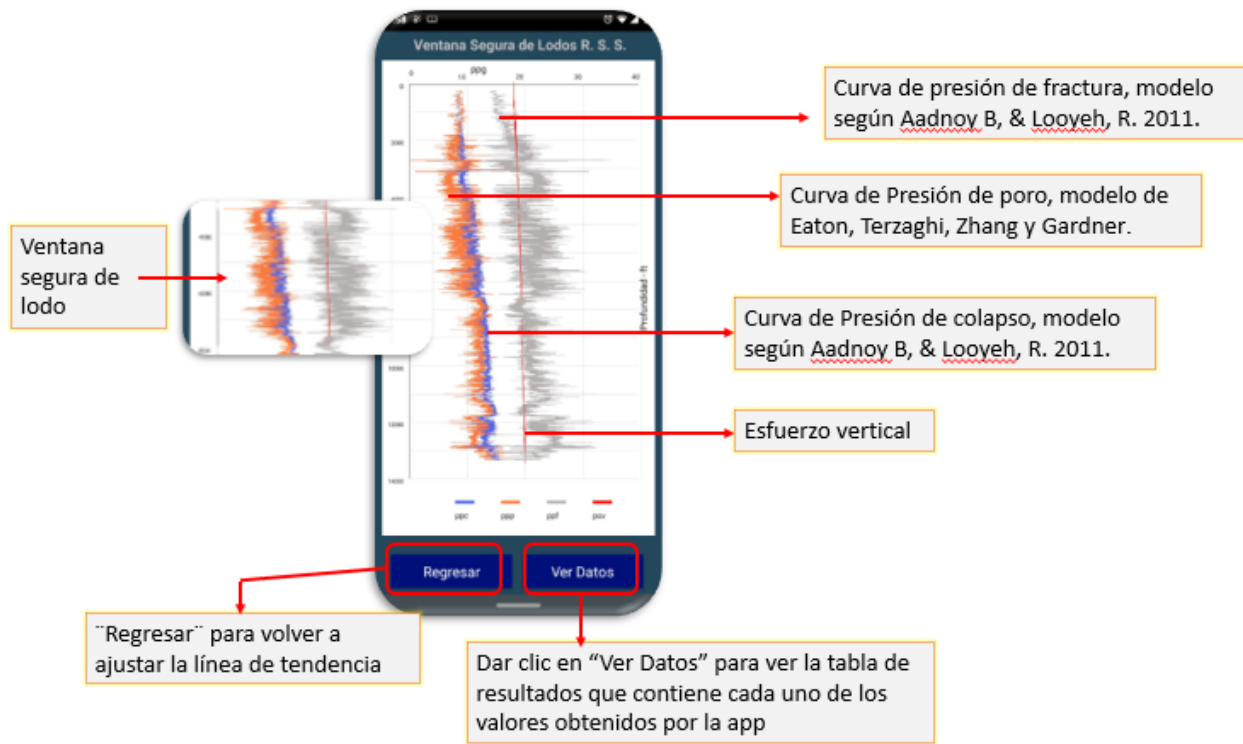 Ventana Segura de Lodos R. S. S.
ppg
0 10 20 30 40
0
2000
10000
14000
Profundidad - ft
ppc ppp ppf psv
Regresar Ver Datos
Ventana
segura de
lodo
Curva de presión de fractura, modelo
según Aadnoy B, & Looyeh, R. 2011.
Curva de Presión de poro, modelo de
Eaton, Terzaghi, Zhang y Gardner.
Curva de Presión de colapso, modelo
según Aadnoy B, & Looyeh, R. 2011.
Esfuerzo vertical
¨Regresar¨ para volver a
ajustar la línea de tendencia
Dar clic en “Ver Datos” para ver la tabla de
resultados que contiene cada uno de los
valores obtenidos por la app